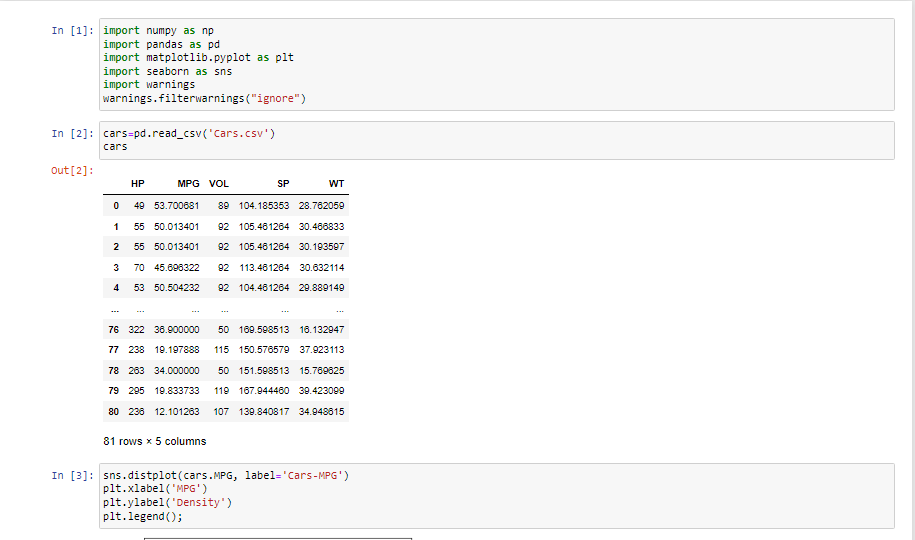 In [1]: import numpy as np
import pandas as pd
import matplotlib.pyplot as plt
import seaborn as sns
import warnings
warnings.filterwarnings("ignore")
In [2]: cars=pd.read_csv('Cars.csv')
cars
Out[2]:
HP MPG VOL SP WT
0 49 53.700681 89 104.185353 28.762059
1 55 50.013401 92 105.461264 30.466833
2 55 50.013401 92 105.461264 30.193597
3 70 45.696322 92 113.461264 30.632114
4 53 50.504232 92 104.461264 29.889149
... ... ... ... ... ...
76 322 36.900000 50 169.598513 16.132947
77 238 19.197888 115 150.576579 37.923113
78 263 34.000000 50 151.598513 15.769625
79 295 19.833733 119 167.944460 39.423099
80 236 12.101263 107 139.840817 34.948615
81 rows × 5 columns
In [3]: sns.distplot(cars.MPG, label='Cars-MPG')
plt.xlabel('MPG')
plt.ylabel('Density')
plt.legend();